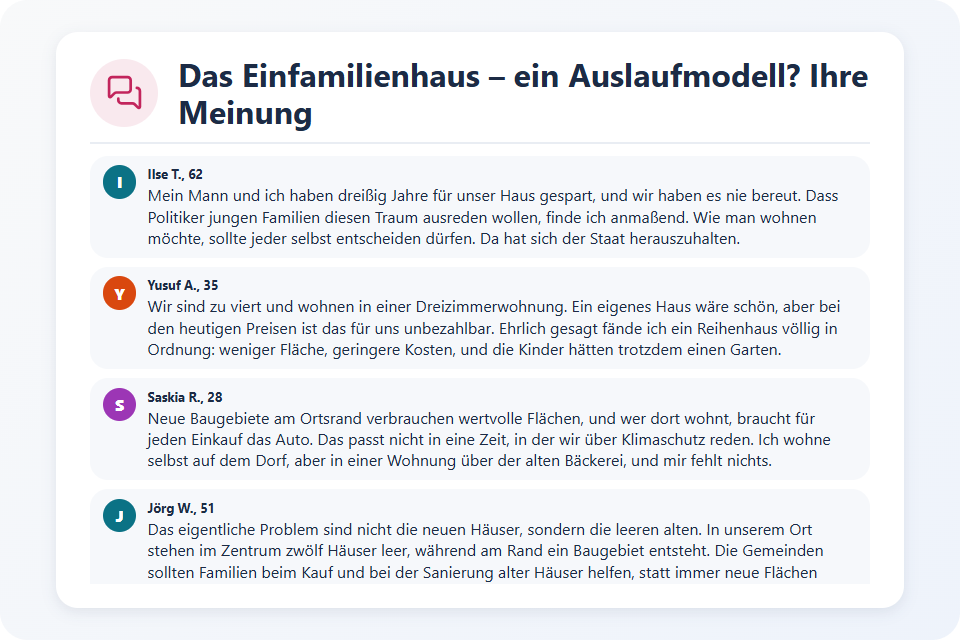 Das Einfamilienhaus – ein Auslaufmodell? Ihre
Meinung
I
Ilse T., 62
Mein Mann und ich haben dreißig Jahre für unser Haus gespart, und wir haben es nie bereut. Dass
Politiker jungen Familien diesen Traum ausreden wollen, finde ich anmaßend. Wie man wohnen
möchte, sollte jeder selbst entscheiden dürfen. Da hat sich der Staat herauszuhalten.
Y
Yusuf A., 35
Wir sind zu viert und wohnen in einer Dreizimmerwohnung. Ein eigenes Haus wäre schön, aber bei
den heutigen Preisen ist das für uns unbezahlbar. Ehrlich gesagt fände ich ein Reihenhaus völlig in
Ordnung: weniger Fläche, geringere Kosten, und die Kinder hätten trotzdem einen Garten.
S
Saskia R., 28
Neue Baugebiete am Ortsrand verbrauchen wertvolle Flächen, und wer dort wohnt, braucht für
jeden Einkauf das Auto. Das passt nicht in eine Zeit, in der wir über Klimaschutz reden. Ich wohne
selbst auf dem Dorf, aber in einer Wohnung über der alten Bäckerei, und mir fehlt nichts.
J
Jörg W., 51
Das eigentliche Problem sind nicht die neuen Häuser, sondern die leeren alten. In unserem Ort
stehen im Zentrum zwölf Häuser leer, während am Rand ein Baugebiet entsteht. Die Gemeinden
sollten Familien beim Kauf und bei der Sanierung alter Häuser helfen, statt immer neue Flächen